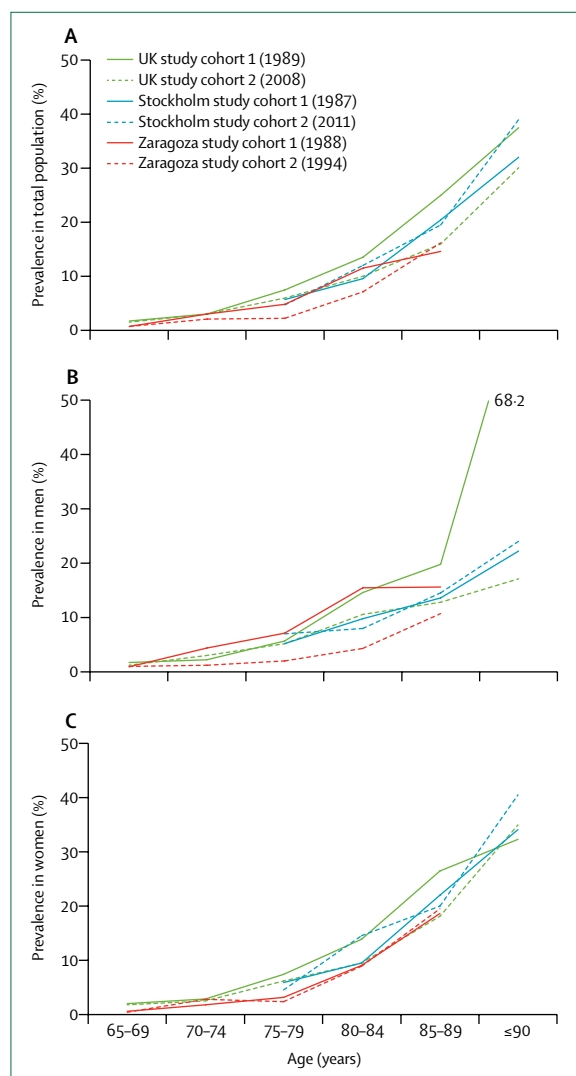 A
50
40
30
20
10
0
Prevalence in total population (%)
UK study cohort 1 (1989)
UK study cohort 2 (2008)
Stockholm study cohort 1 (1987)
Stockholm study cohort 2 (2011)
Zaragoza study cohort 1 (1988)
Zaragoza study cohort 2 (1994)
B
50
40
30
20
10
0
Prevalence in men (%)
68·2
C
50
40
30
20
10
0
Prevalence in women (%)
65–69 70–74 75–79 80–84 85–89 ≤90
Age (years)